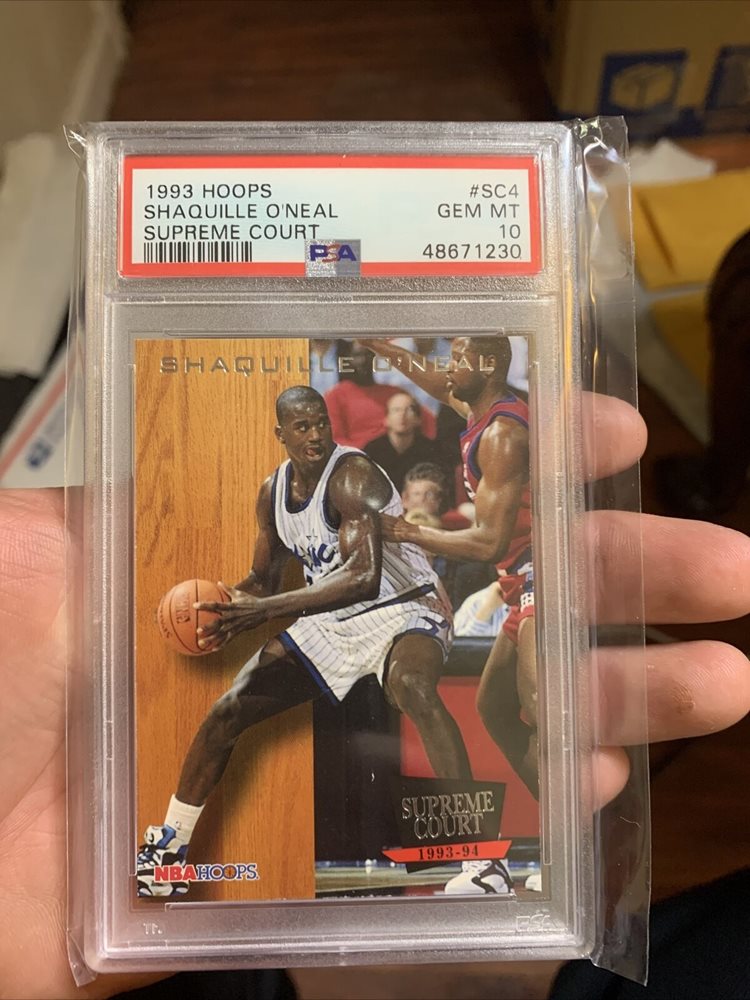 1993 HOOPS #SC4
SHAQUILLE O'NEAL GEM MT
SUPREME COURT 10
PSA 48671230
SHAQUILLE O'NEAL
SUPREME
COURT
1993-94
NBA HOOPS